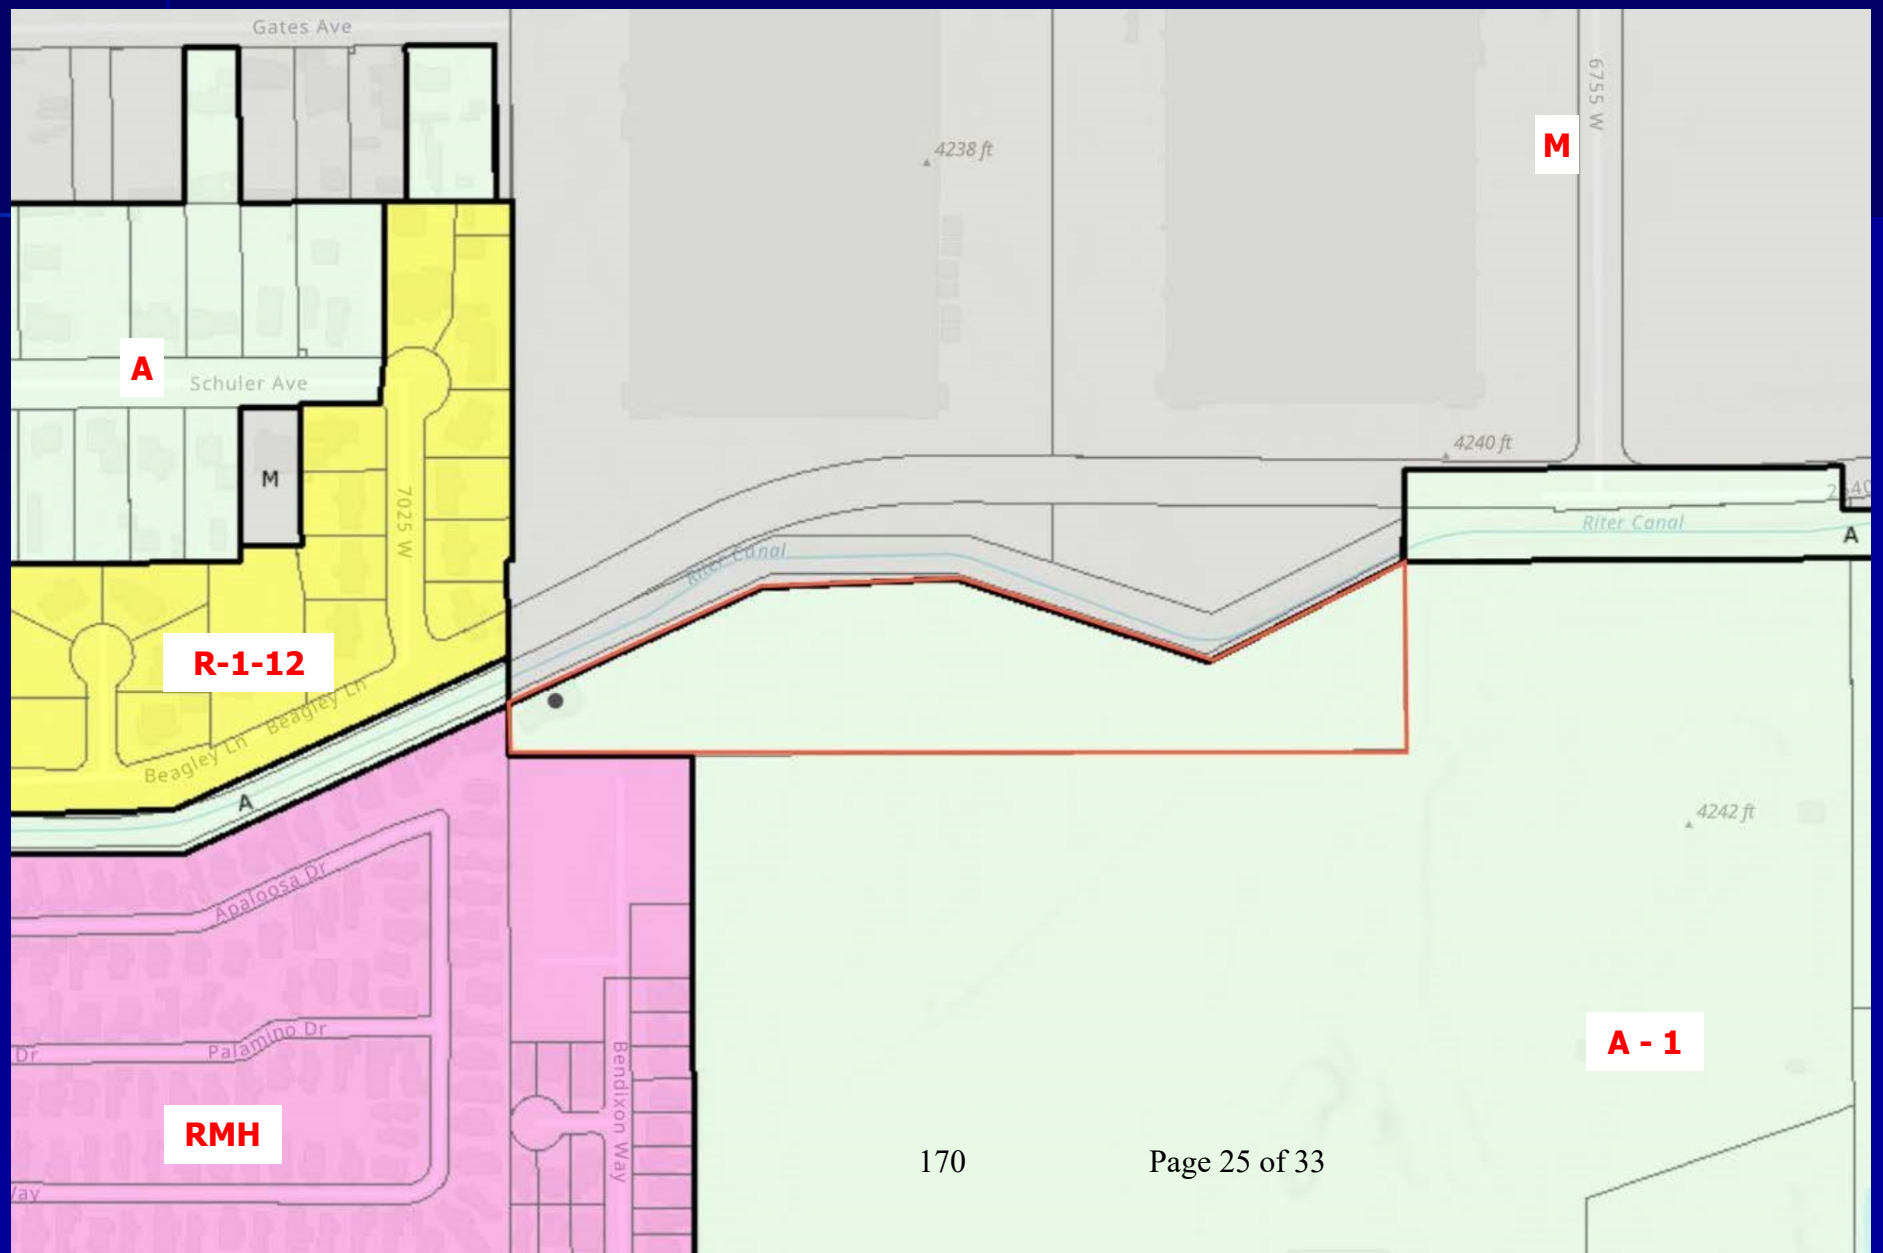 Gates Ave
6755 W
4238 ft
M
A
Schuler Ave
M
7025 W
4240 ft
Riter Canal
A
Riter Canal
R-1-12
Beagley Ln
Beagley Ln
A
4242 ft
Apaloosa Dr
Palamino Dr
Dr
Bendixon Way
A - 1
RMH
170 Page 25 of 33